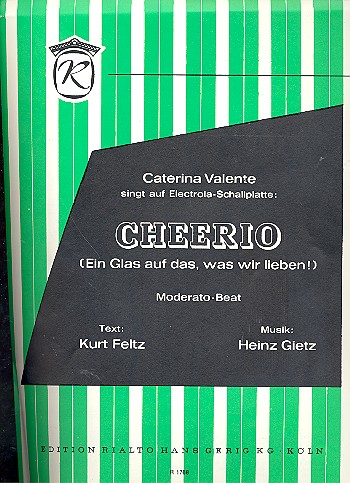 R
Caterina Valente
singt auf Electrola-Schallplatte:
CHEERIO
(Ein Glas auf das, was wir lieben!)
Moderato-Beat
Text:
Kurt Feltz
Musik:
Heinz Gietz
EDITION RIALTO HANS GERIG KG · KÖLN
R 1768